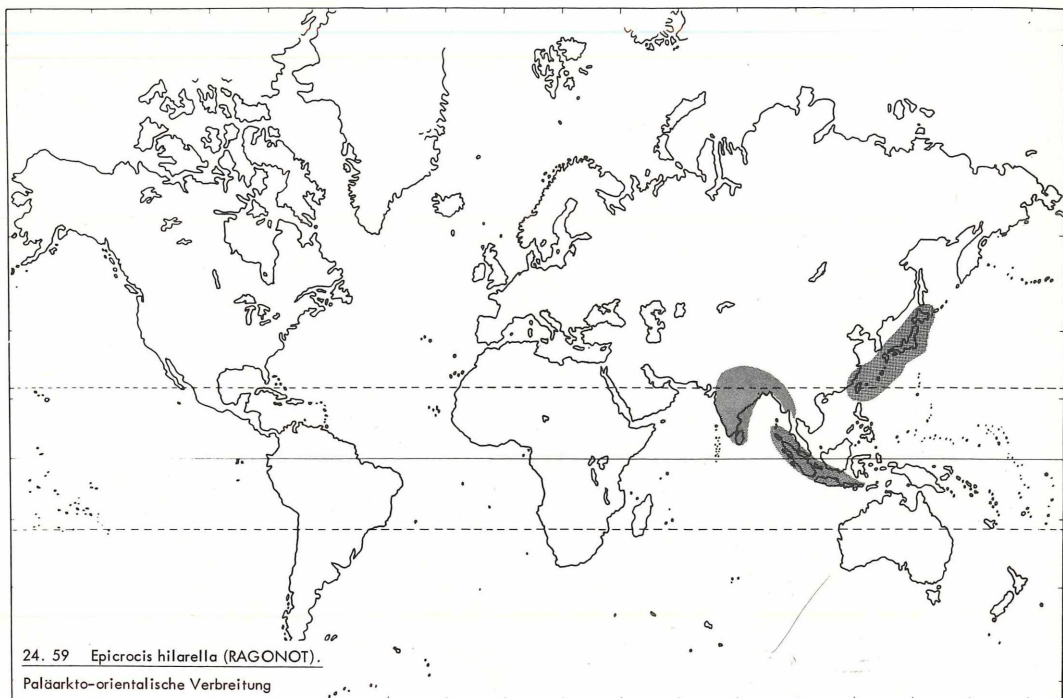 24. 59 Epicrocis hilarella (RAGONOT).
Paläarkto-orientalische Verbreitung